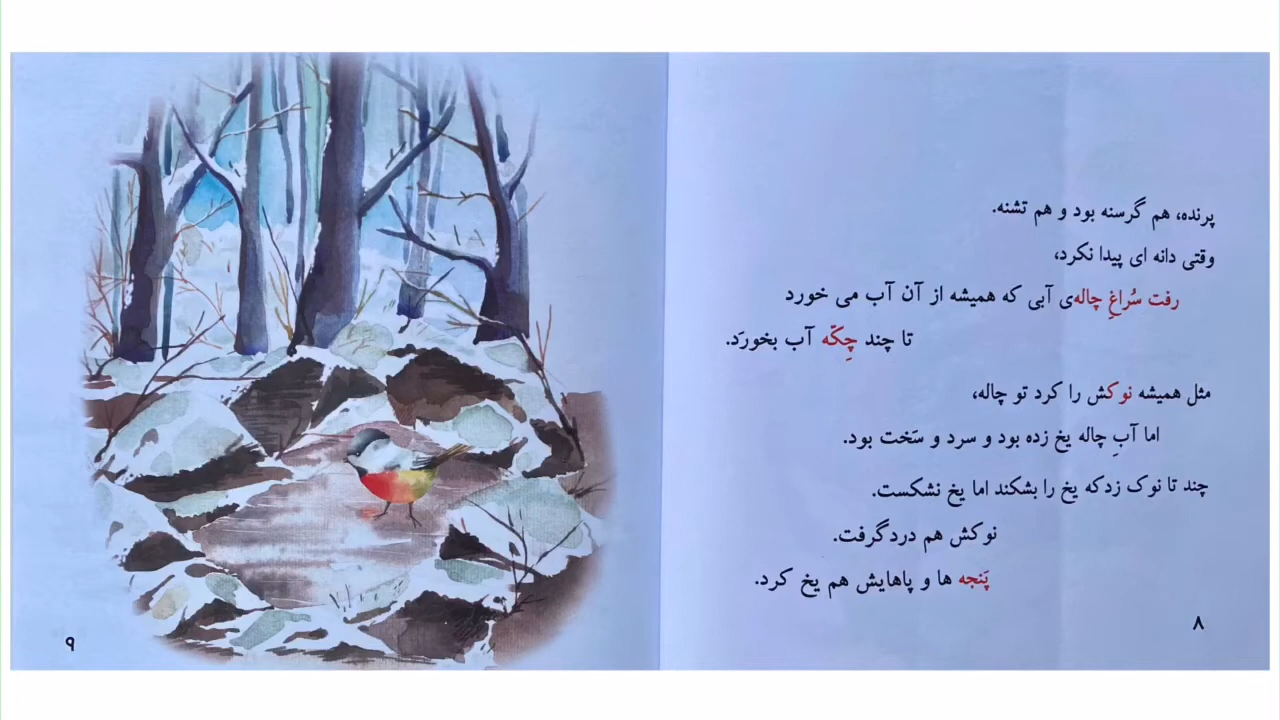 پرنده، هم گرسنه بود و هم تشنه.
وقتی دانه ای پیدا نکرد،
رفت سُراغِ چاله‌ی آبی که همیشه از آن آب می خورد
تا چند چِکّه آب بخورَد.
مثل همیشه نوکش را کرد تو چاله،
اما آبِ چاله یخ زده بود و سرد و سَخت بود.
چند تا نوک زدکه یخ را بشکند اما یخ نشکست.
نوکش هم دردگرفت.
پَنجه ها و پاهایش هم یخ کرد.
۸
۹